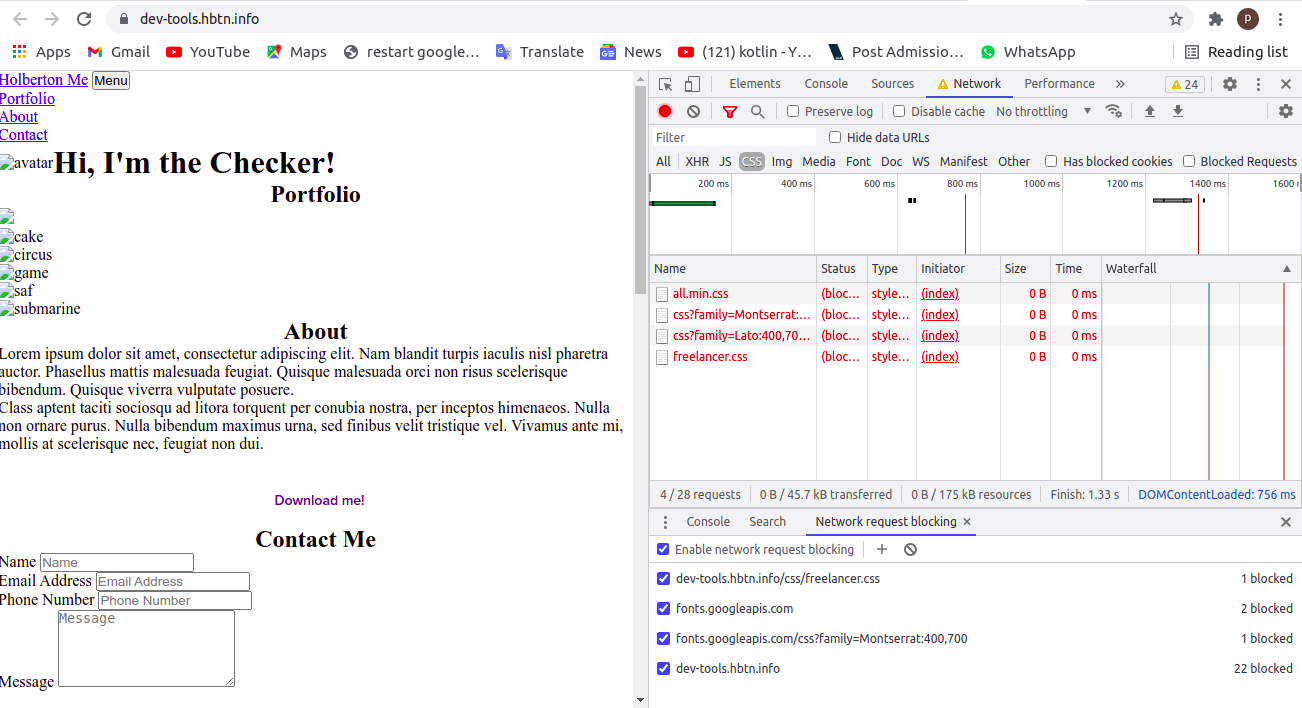 dev-tools.hbtn.info
p
Apps Gmail YouTube Maps restart google... Translate News (121) kotlin - Y... Post Admissio... WhatsApp Reading list
Holberton Me Menu
Portfolio
About
Contact
avatar Hi, I'm the Checker!
Portfolio
cake
circus
game
saf
submarine
About
Lorem ipsum dolor sit amet, consectetur adipiscing elit. Nam blandit turpis iaculis nisl pharetra
auctor. Phasellus mattis malesuada feugiat. Quisque malesuada orci non risus scelerisque
bibendum. Quisque viverra vulputate posuere.
Class aptent taciti sociosqu ad litora torquent per conubia nostra, per inceptos himenaeos. Nulla
non ornare purus. Nulla bibendum maximus urna, sed finibus velit tristique vel. Vivamus ante mi,
mollis at scelerisque nec, feugiat non dui.
Download me!
Contact Me
Name Name
Email Address Email Address
Phone Number Phone Number
Message
Message
Elements Console Sources Network Performance » 24
Preserve log Disable cache No throttling
Filter Hide data URLs
All XHR JS CSS Img Media Font Doc WS Manifest Other Has blocked cookies Blocked Requests
200 ms 400 ms 600 ms 800 ms 1000 ms 1200 ms 1400 ms 1600 r
Name Status Type Initiator Size Time Waterfall
all.min.css (bloc... style... (index) 0 B 0 ms
css?family=Montserrat:... (bloc... style... (index) 0 B 0 ms
css?family=Lato:400,70... (bloc... style... (index) 0 B 0 ms
freelancer.css (bloc... style... (index) 0 B 0 ms
4 / 28 requests 0 B / 45.7 kB transferred 0 B / 175 kB resources Finish: 1.33 s DOMContentLoaded: 756 ms
Console Search Network request blocking ×
Enable network request blocking
dev-tools.hbtn.info/css/freelancer.css 1 blocked
fonts.googleapis.com 2 blocked
fonts.googleapis.com/css?family=Montserrat:400,700 1 blocked
dev-tools.hbtn.info 22 blocked